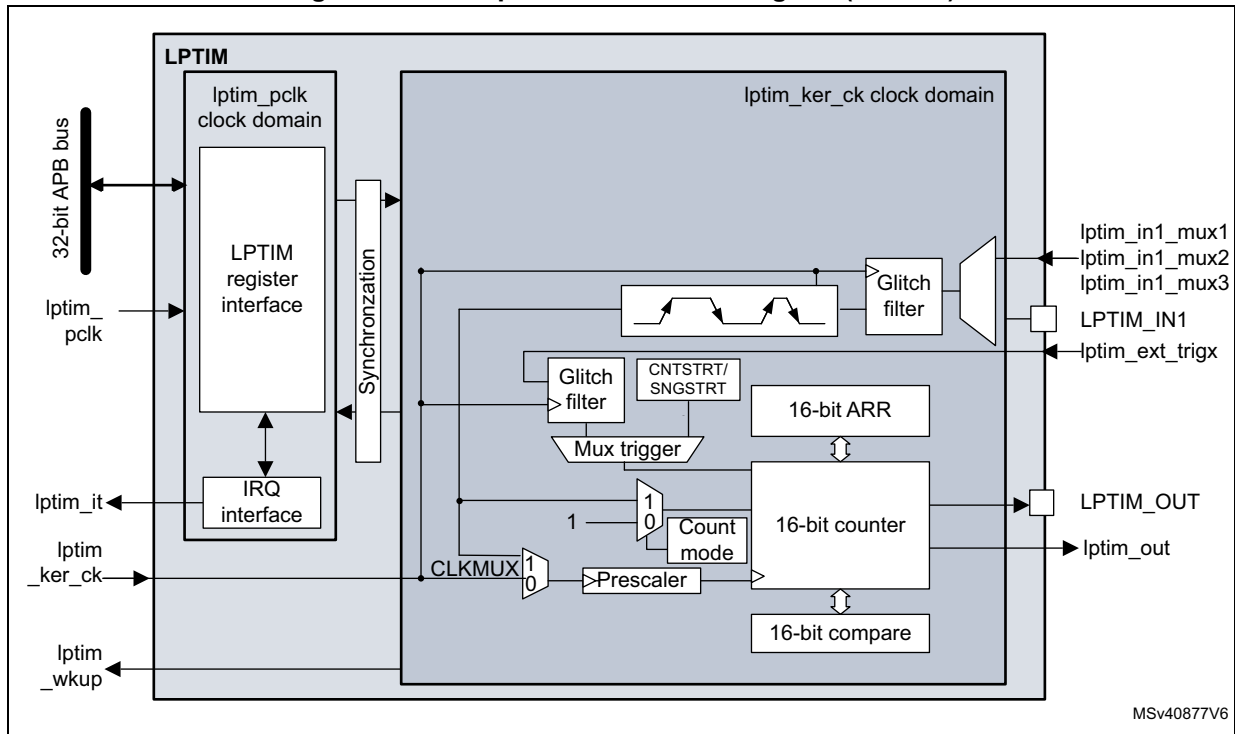 LPTIM
lptim_pclk
clock domain
lptim_ker_ck clock domain
32-bit APB bus
LPTIM
register
interface
Synchronzation
lptim_
pclk
IRQ
interface
lptim_it
lptim
_ker_ck
lptim
_wkup
Glitch
filter
lptim_in1_mux1
lptim_in1_mux2
lptim_in1_mux3
LPTIM_IN1
lptim_ext_trigx
Glitch
filter
CNTSTRT/
SNGSTRT
Mux trigger
16-bit ARR
16-bit counter
16-bit compare
1
1
0
Count
mode
CLKMUX
1
0
Prescaler
LPTIM_OUT
lptim_out
MSv40877V6